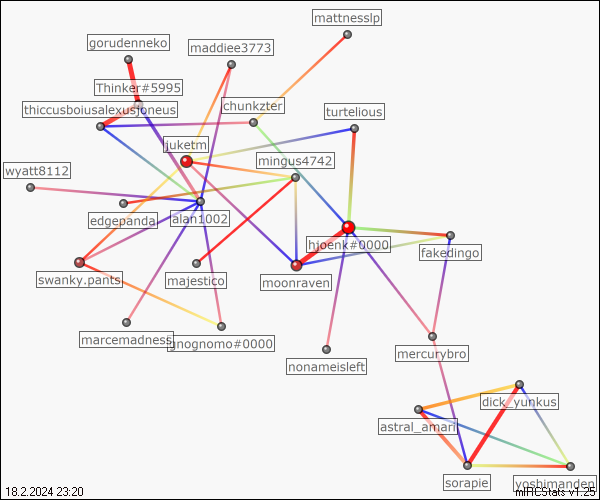 mattnesslp
gorudenneko
maddiee3773
Thinker#5995
chunkzter
thiccusboiusalexusjoneus
turtelious
juketm
mingus4742
wyatt8112
edgepanda
alan1002
hjoenk#0000
fakedingo
swanky.pants
majestico
moonraven
marcemadness
gnognomo#0000
mercurybro
nonameisleft
dick_yunkus
astral_amari
sorapie
yoshimanden
18.2.2024 23:20
mIRCStats v1.25